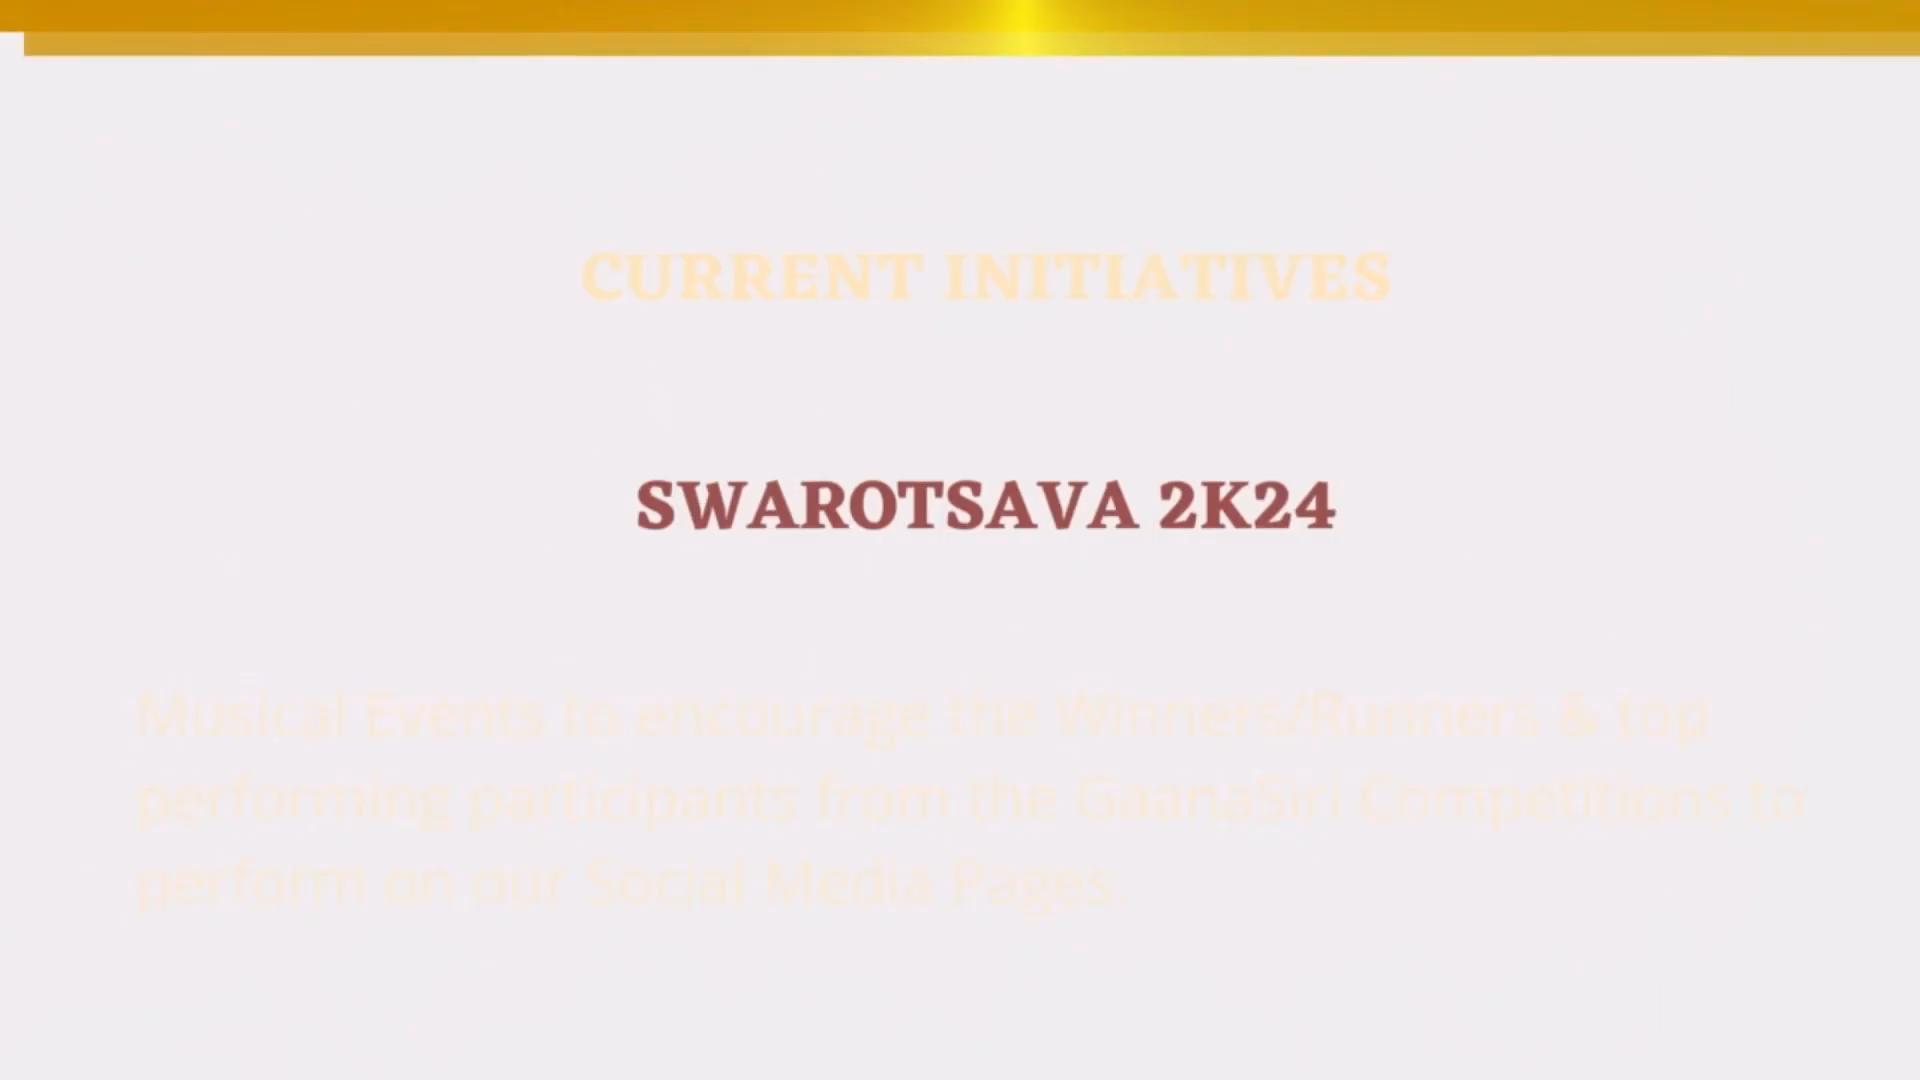 CURRENT INITIATIVES
SWAROTSAVA 2K24
Musical Events to encourage the Winners/Runners & top
performing participants from the GaanaSiri Competitions to
perform on our Social Media Pages.